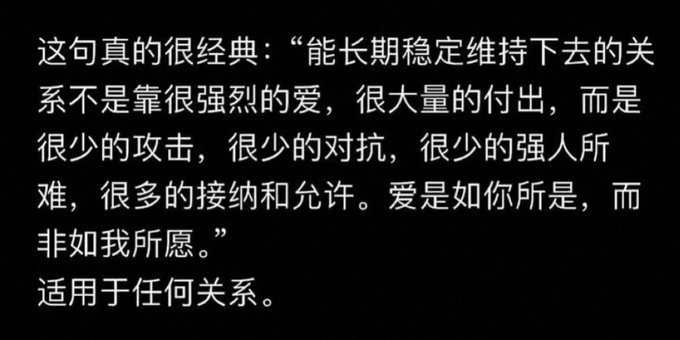 这句真的很经典：“能长期稳定维持下去的关
系不是靠很强烈的爱，很大量的付出，而是
很少的攻击，很少的对抗，很少的强人所
难，很多的接纳和允许。爱是如你所是，而
非如我所愿。”
适用于任何关系。